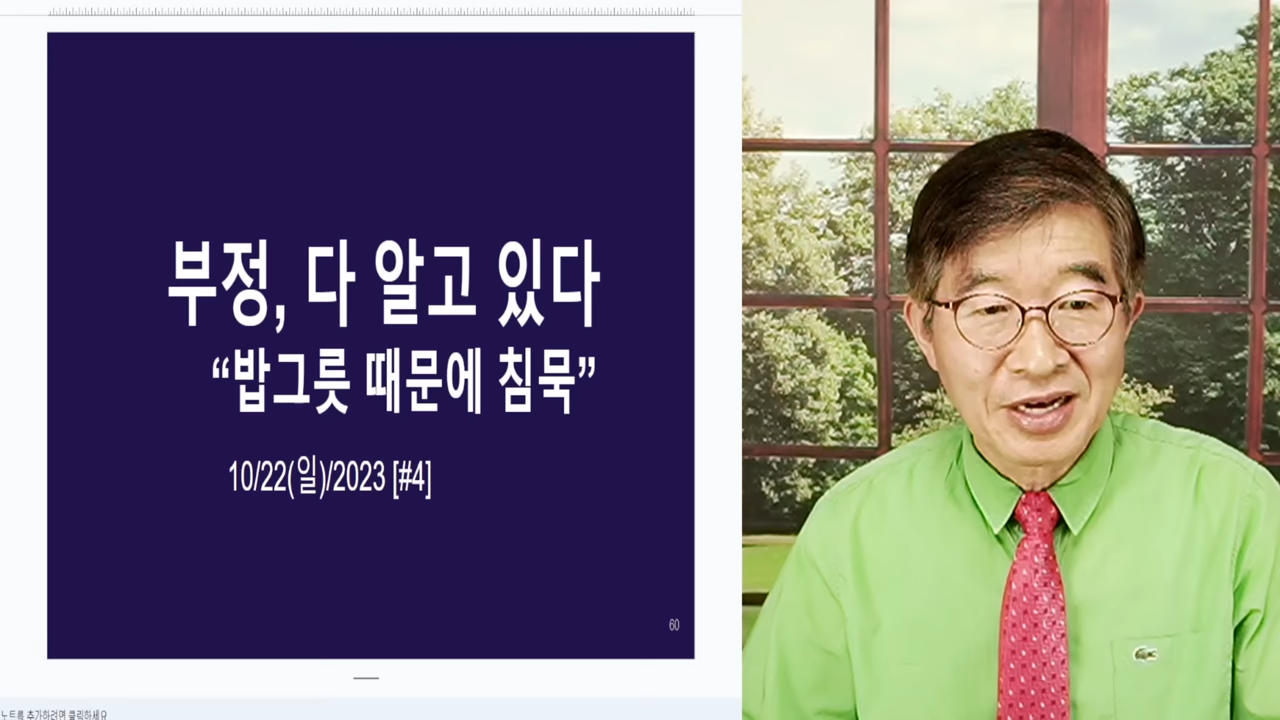 부정, 다 알고 있다
“밥그릇 때문에 침묵”
10/22(일)/2023 [#4]
60
노트를 추가하려면 클릭하세요